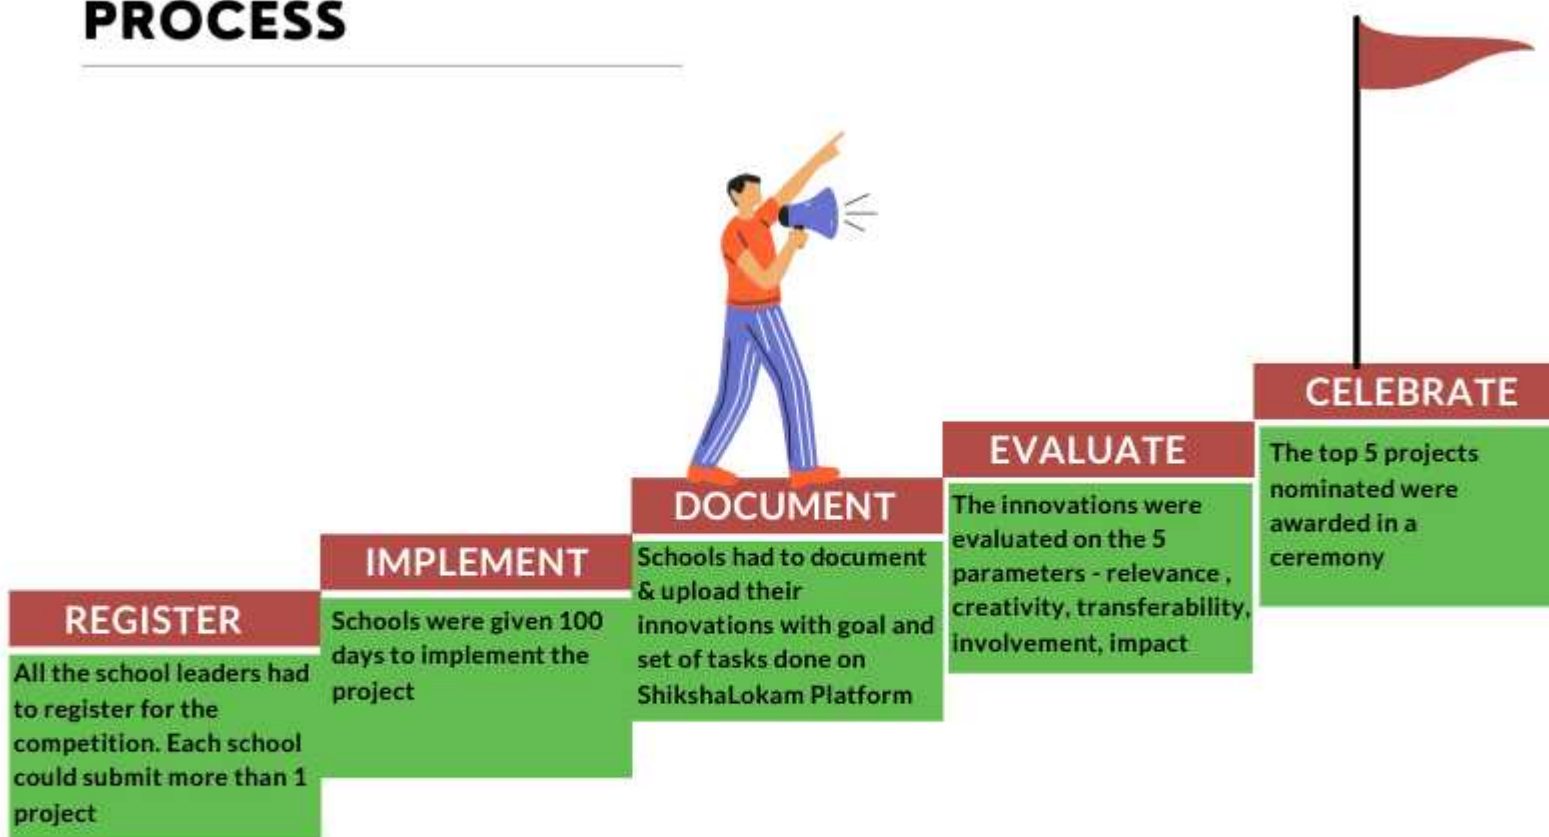 PROCESS
REGISTER
All the school leaders had
to register for the
competition. Each school
could submit more than 1
project
IMPLEMENT
Schools were given 100
days to implement the
project
DOCUMENT
Schools had to document
& upload their
innovations with goal and
set of tasks done on
ShikshaLokam Platform
EVALUATE
The innovations were
evaluated on the 5
parameters - relevance ,
creativity, transferability,
involvement, impact
CELEBRATE
The top 5 projects
nominated were
awarded in a
ceremony